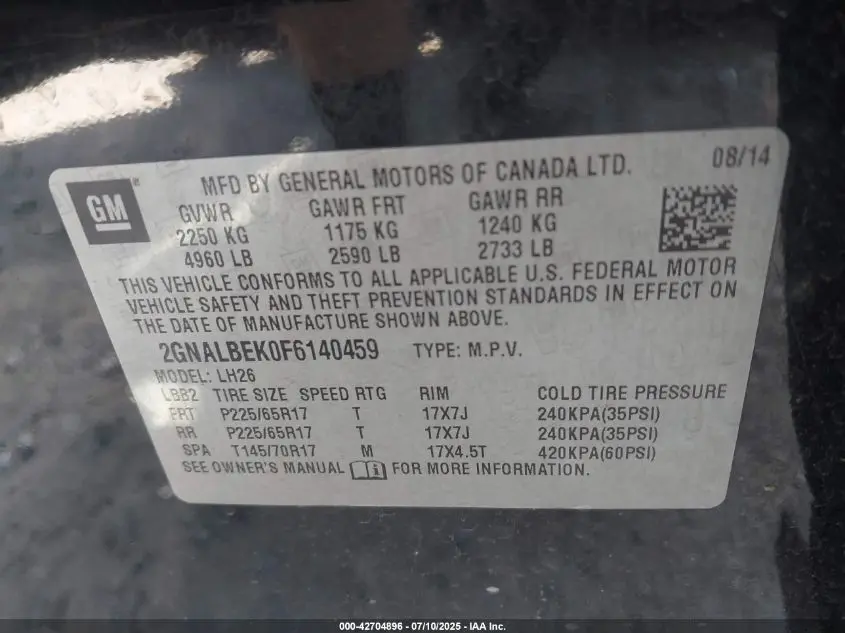 MFD BY GENERAL MOTORS OF CANADA LTD. 08/14
GM
GVWR GAWR FRT GAWR RR
2250 KG 1175 KG 1240 KG
4960 LB 2590 LB 2733 LB
THIS VEHICLE CONFORMS TO ALL APPLICABLE U.S. FEDERAL MOTOR
VEHICLE SAFETY AND THEFT PREVENTION STANDARDS IN EFFECT ON
THE DATE OF MANUFACTURE SHOWN ABOVE.
2GNALBEK0F6140459 TYPE: M.P.V.
MODEL: LH26
LBB2 TIRE SIZE SPEED RTG RIM COLD TIRE PRESSURE
FRT P225/65R17 T 17X7J 240KPA(35PSI)
RR P225/65R17 T 17X7J 240KPA(35PSI)
SPA T145/70R17 M 17X4.5T 420KPA(60PSI)
SEE OWNER'S MANUAL FOR MORE INFORMATION
000-42704896 - 07/10/2025 - IAA Inc.